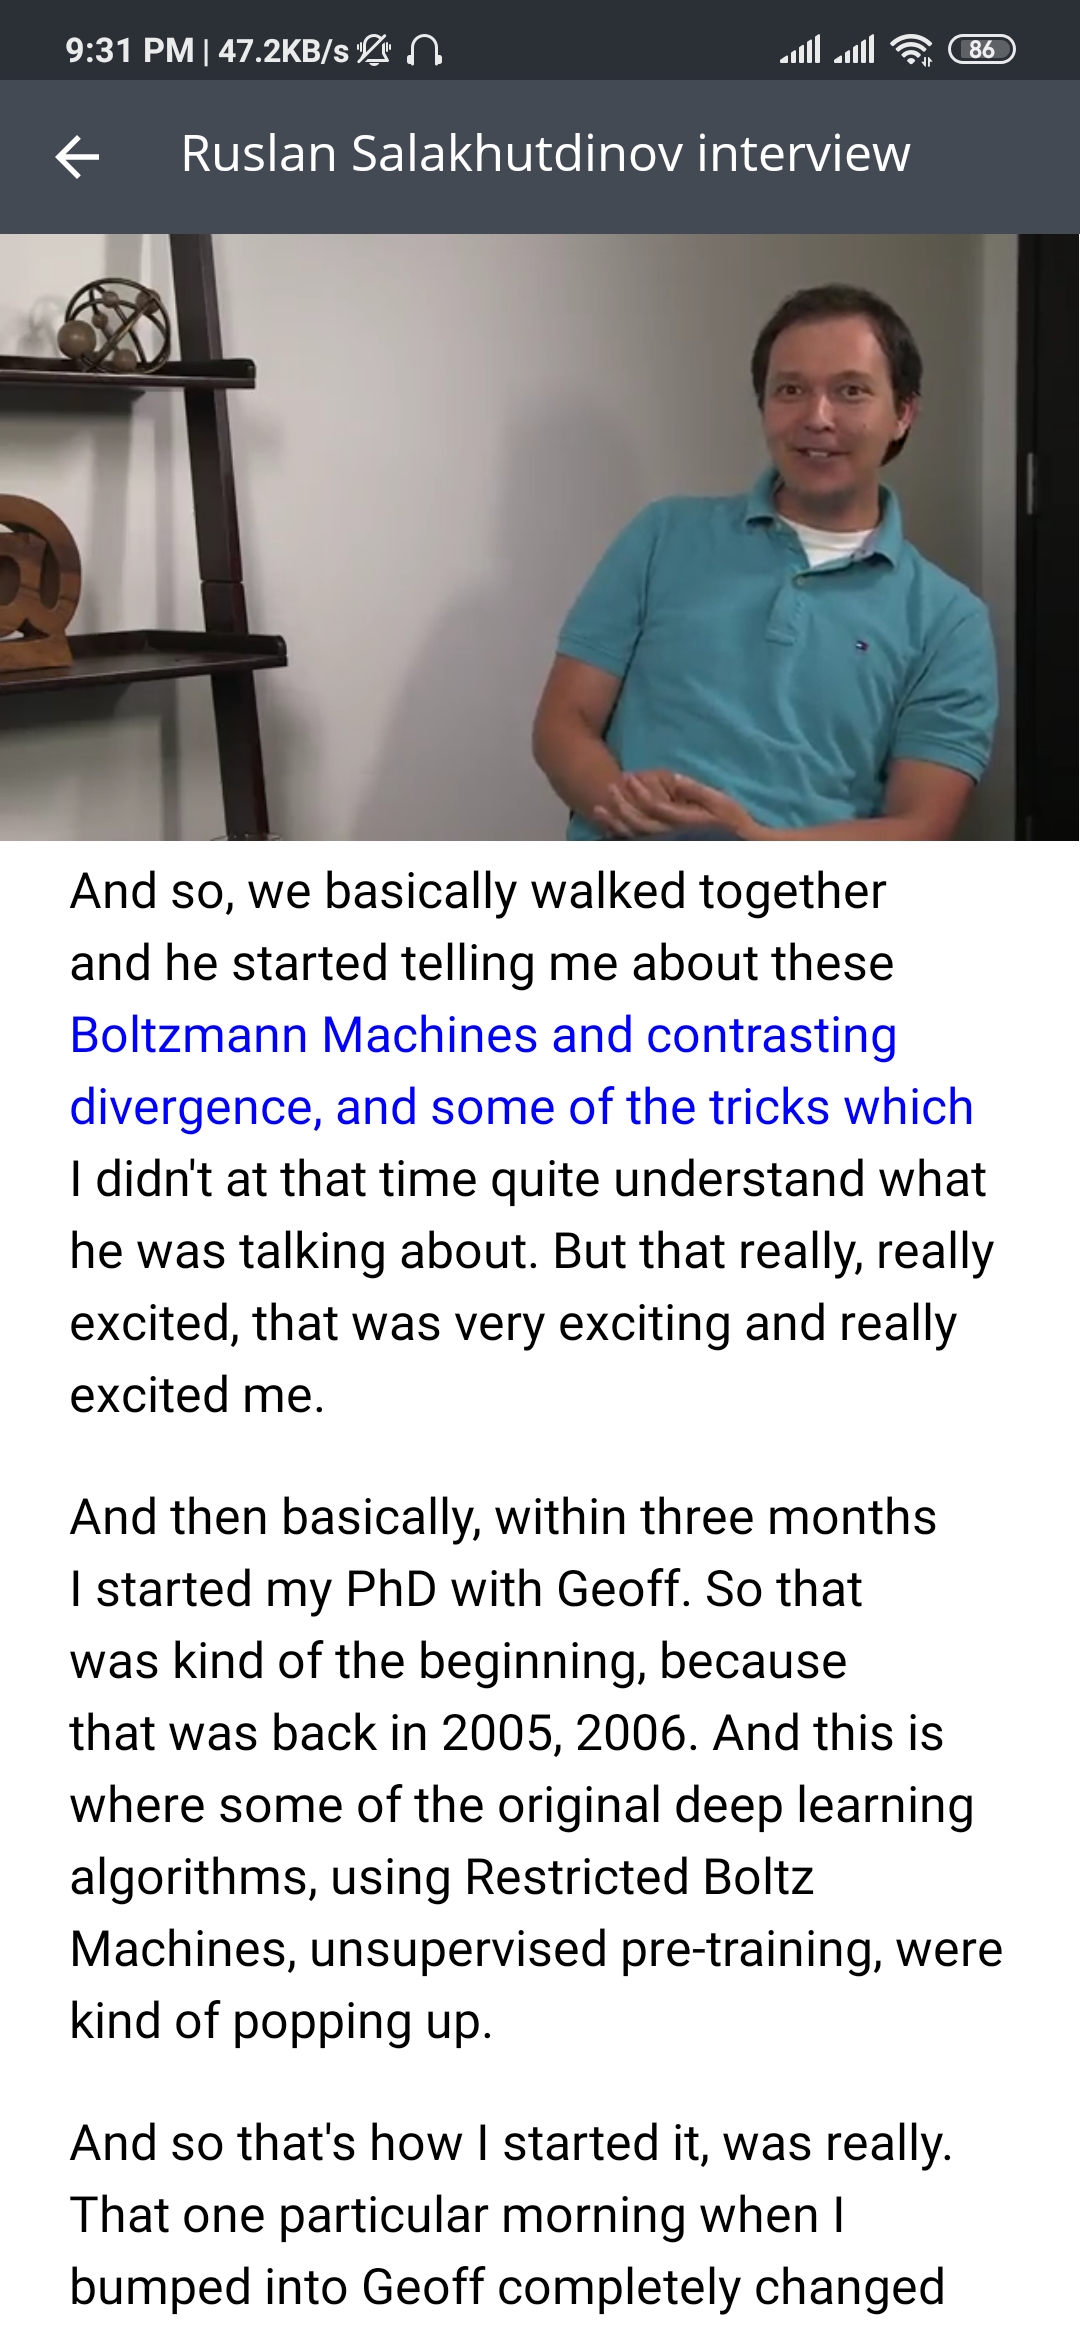 9:31 PM | 47.2KB/s
86
Ruslan Salakhutdinov interview
And so, we basically walked together
and he started telling me about these
Boltzmann Machines and contrasting
divergence, and some of the tricks which
I didn't at that time quite understand what
he was talking about. But that really, really
excited, that was very exciting and really
excited me.
And then basically, within three months
I started my PhD with Geoff. So that
was kind of the beginning, because
that was back in 2005, 2006. And this is
where some of the original deep learning
algorithms, using Restricted Boltz
Machines, unsupervised pre-training, were
kind of popping up.
And so that's how I started it, was really.
That one particular morning when I
bumped into Geoff completely changed